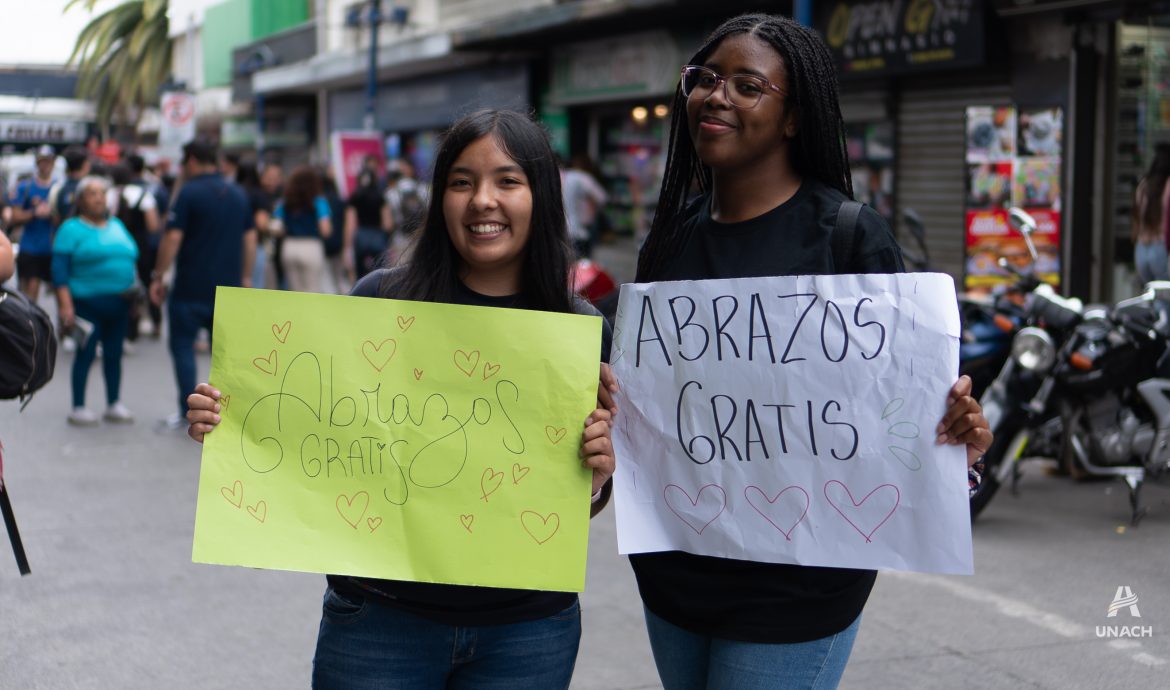 OPEN
Abrazos
GRATIS
ABRAZOS
GRATIS
UNACH